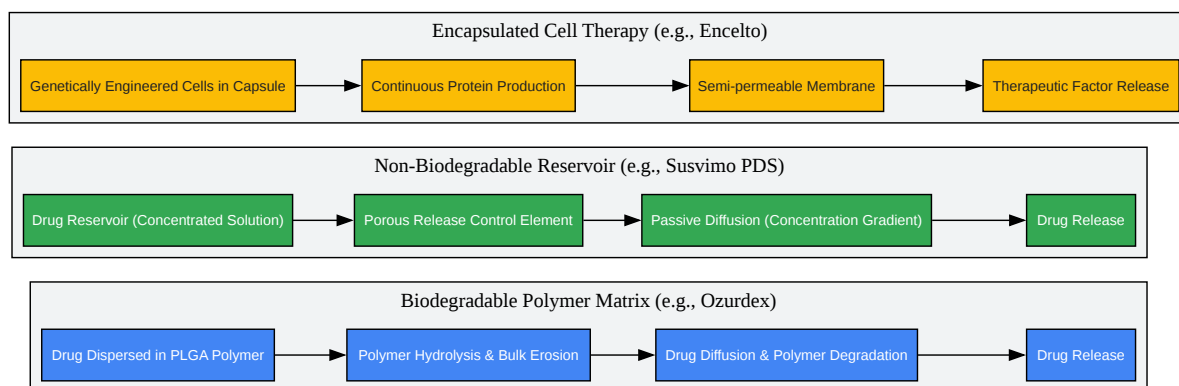 Encapsulated Cell Therapy (e.g., Encelto)
Genetically Engineered Cells in Capsule
Continuous Protein Production
Semi-permeable Membrane
Therapeutic Factor Release
Non-Biodegradable Reservoir (e.g., Susvimo PDS)
Drug Reservoir (Concentrated Solution)
Porous Release Control Element
Passive Diffusion (Concentration Gradient)
Drug Release
Biodegradable Polymer Matrix (e.g., Ozurdex)
Drug Dispersed in PLGA Polymer
Polymer Hydrolysis & Bulk Erosion
Drug Diffusion & Polymer Degradation
Drug Release